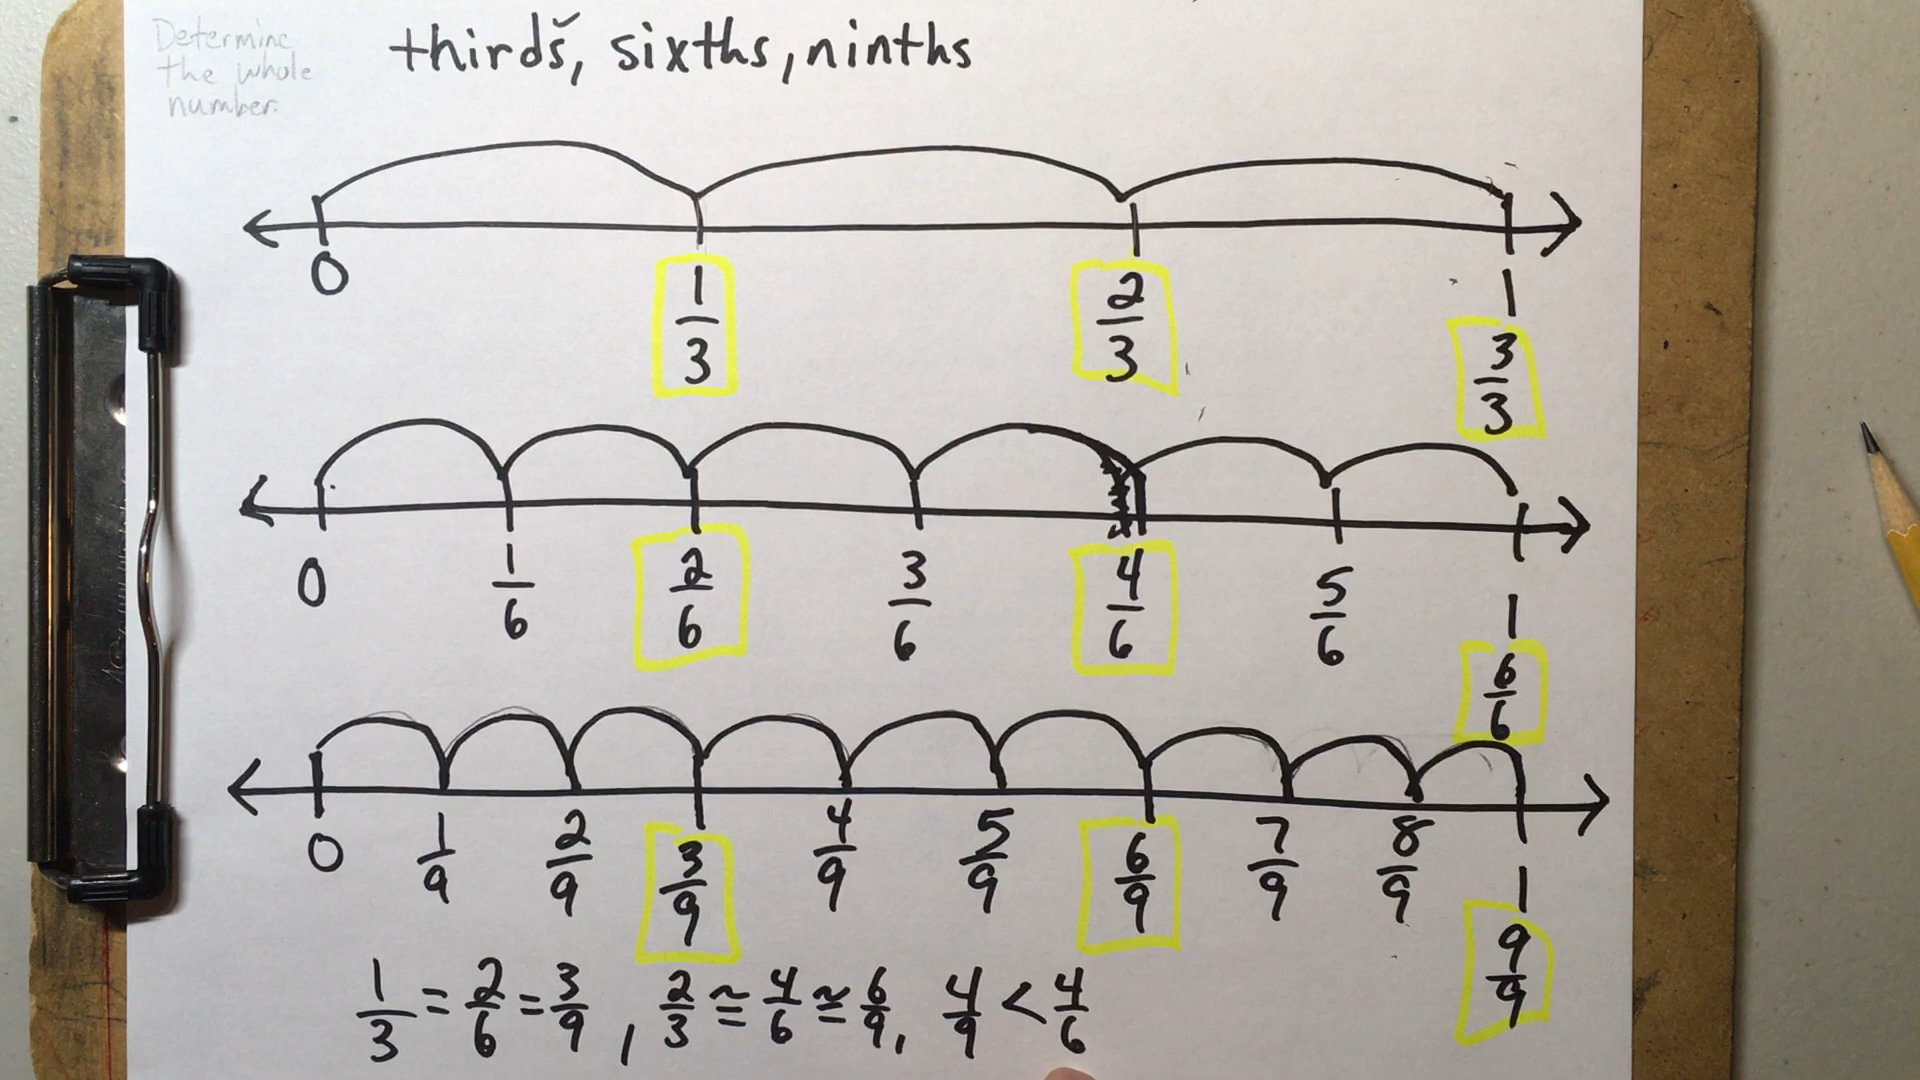 Determine
the whole
number.
thirds, sixths, ninths
0 1/3 2/3 1
3/3
0 1/6 2/6 3/6 4/6 5/6 1
6/6
0 1/9 2/9 3/9 4/9 5/9 6/9 7/9 8/9 1
9/9
1/3 = 2/6 = 3/9, 2/3 ≅ 4/6 ≅ 6/9, 4/9 < 4/6